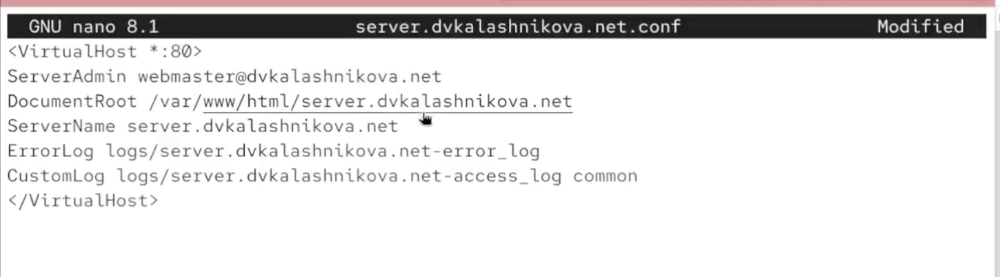 GNU nano 8.1 server.dvkalashnikova.net.conf Modified
<VirtualHost *:80>
ServerAdmin webmaster@dvkalashnikova.net
DocumentRoot /var/www/html/server.dvkalashnikova.net
ServerName server.dvkalashnikova.net
ErrorLog logs/server.dvkalashnikova.net-error_log
CustomLog logs/server.dvkalashnikova.net-access_log common
</VirtualHost>